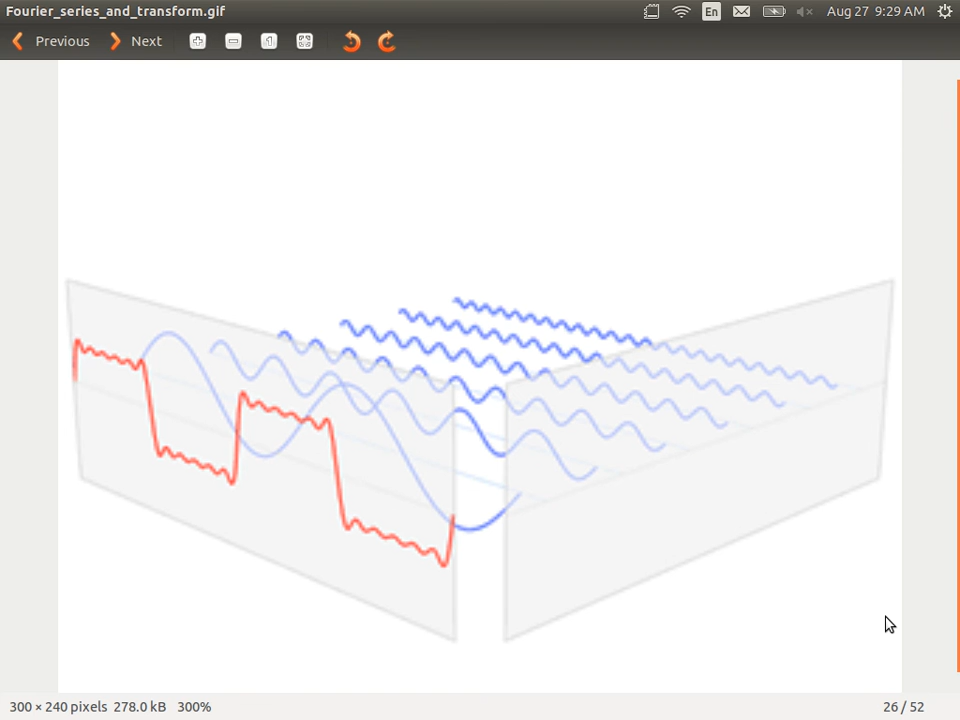 Fourier_series_and_transform.gif
En
Aug 27 9:29 AM
Previous
Next
300 × 240 pixels 278.0 kB 300%
26 / 52